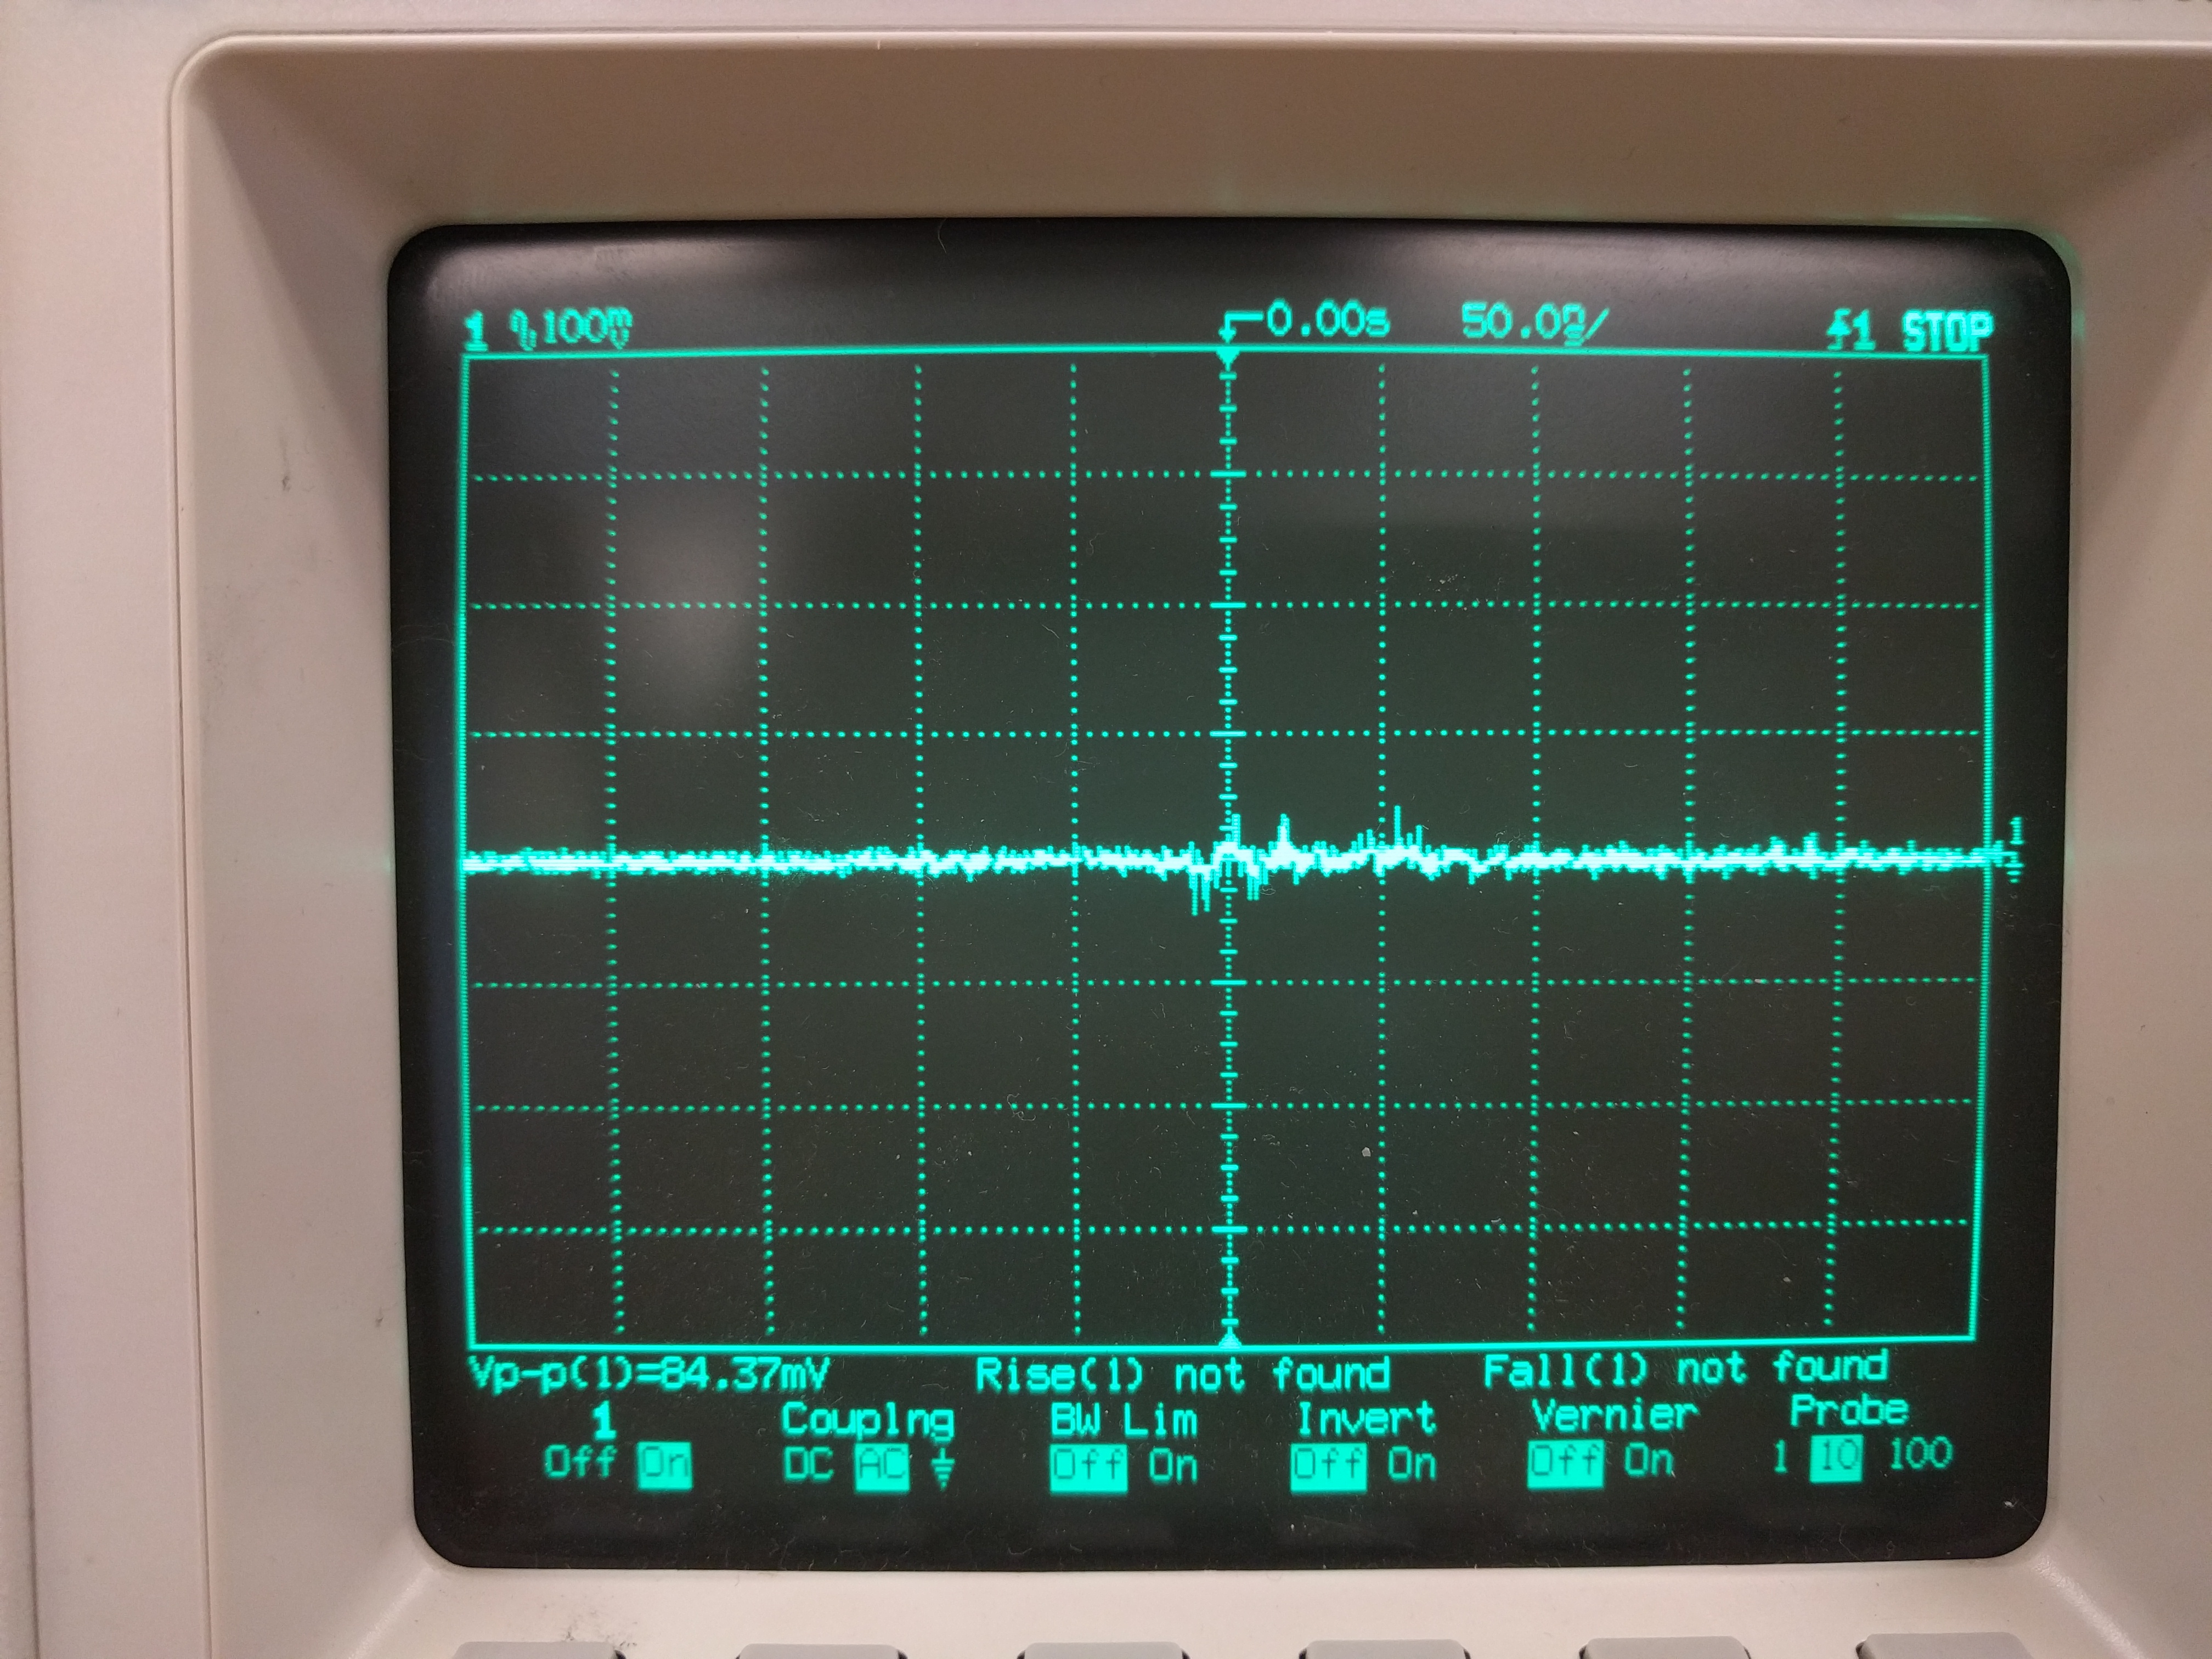 1 100mV 0.00s 50.0ns/ 1 STOP
1
Vp-p(1)=84.37mV Rise(1) not found Fall(1) not found
1 Couplng BW Lim Invert Vernier Probe
Off On DC AC Off On Off On Off On 1 10 100